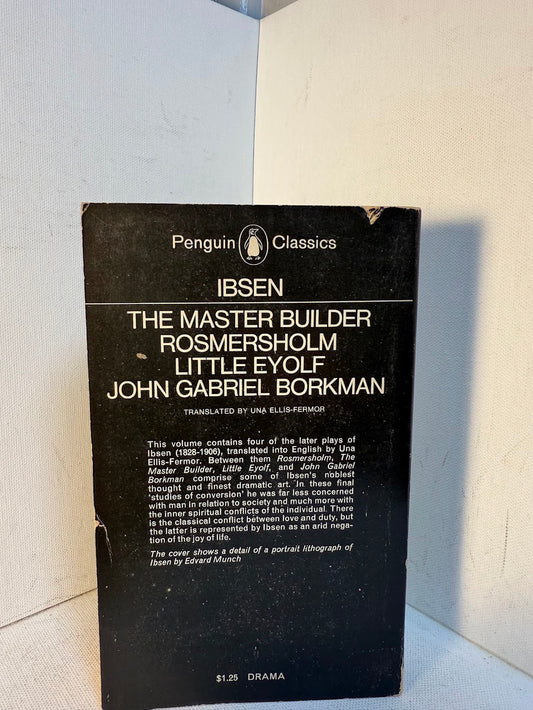 Penguin Classics
IBSEN
THE MASTER BUILDER
ROSMERSHOLM
LITTLE EYOLF
JOHN GABRIEL BORKMAN
TRANSLATED BY UNA ELLIS-FERMOR
This volume contains four of the later plays of
Ibsen (1828-1906), translated into English by Una
Ellis-Fermor. Between them Rosmersholm, The
Master Builder, Little Eyolf, and John Gabriel
Borkman comprise some of Ibsen's noblest
thought and finest dramatic art. In these final
'studies of conversion' he was far less concerned
with man in relation to society and much more with
the inner spiritual conflicts of the individual. There
is the classical conflict between love and duty, but
the latter is represented by Ibsen as an arid nega-
tion of the joy of life.
The cover shows a detail of a portrait lithograph of
Ibsen by Edvard Munch
$1.25 DRAMA